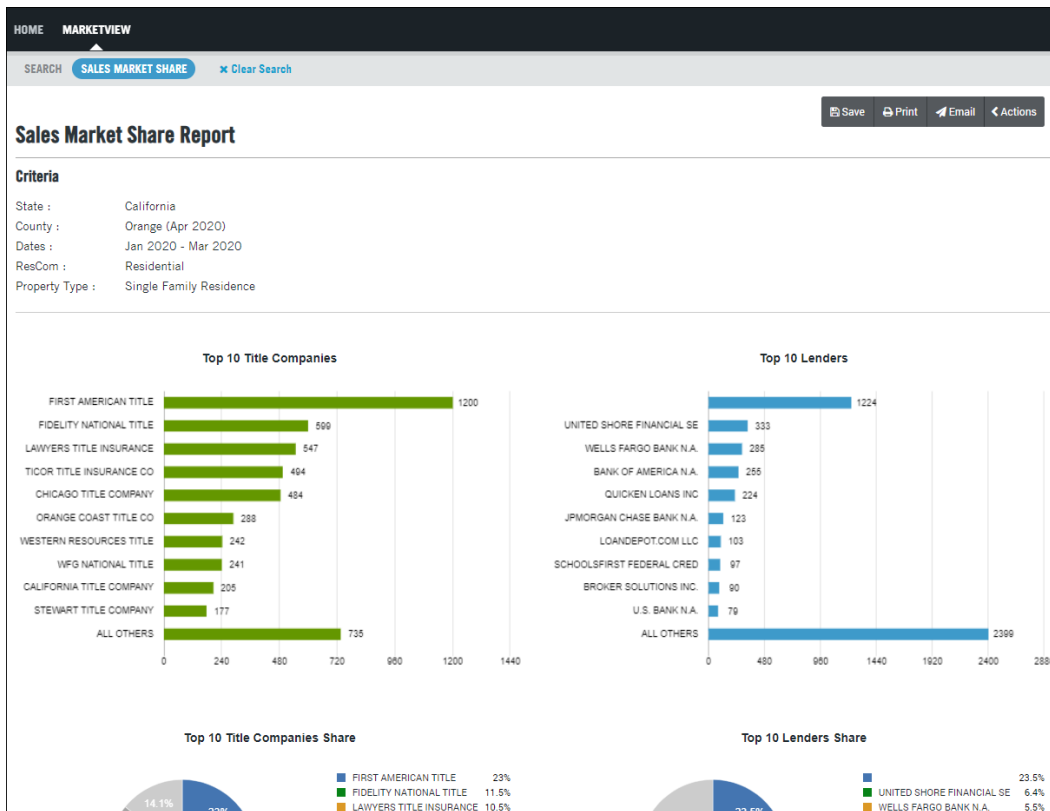 HOME MARKETVIEW
SEARCH SALES MARKET SHARE × Clear Search
Save Print Email Actions
Sales Market Share Report
Criteria
State : California
County : Orange (Apr 2020)
Dates : Jan 2020 - Mar 2020
ResCom : Residential
Property Type : Single Family Residence
Top 10 Title Companies
FIRST AMERICAN TITLE 1200
FIDELITY NATIONAL TITLE 599
LAWYERS TITLE INSURANCE 547
TICOR TITLE INSURANCE CO 494
CHICAGO TITLE COMPANY 484
ORANGE COAST TITLE CO 288
WESTERN RESOURCES TITLE 242
WFG NATIONAL TITLE 241
CALIFORNIA TITLE COMPANY 205
STEWART TITLE COMPANY 177
ALL OTHERS 735
0 240 480 720 960 1200 1440
Top 10 Lenders
1224
UNITED SHORE FINANCIAL SE 333
WELLS FARGO BANK N.A. 285
BANK OF AMERICA N.A. 255
QUICKEN LOANS INC 224
JPMORGAN CHASE BANK N.A. 123
LOANDEPOT.COM LLC 103
SCHOOLSFIRST FEDERAL CRED 97
BROKER SOLUTIONS INC. 90
U.S. BANK N.A. 79
ALL OTHERS 2399
0 480 960 1440 1920 2400 288
Top 10 Title Companies Share
14.1% 23%
FIRST AMERICAN TITLE 23%
FIDELITY NATIONAL TITLE 11.5%
LAWYERS TITLE INSURANCE 10.5%
Top 10 Lenders Share
23.5%
23.5%
UNITED SHORE FINANCIAL SE 6.4%
WELLS FARGO BANK N.A. 5.5%